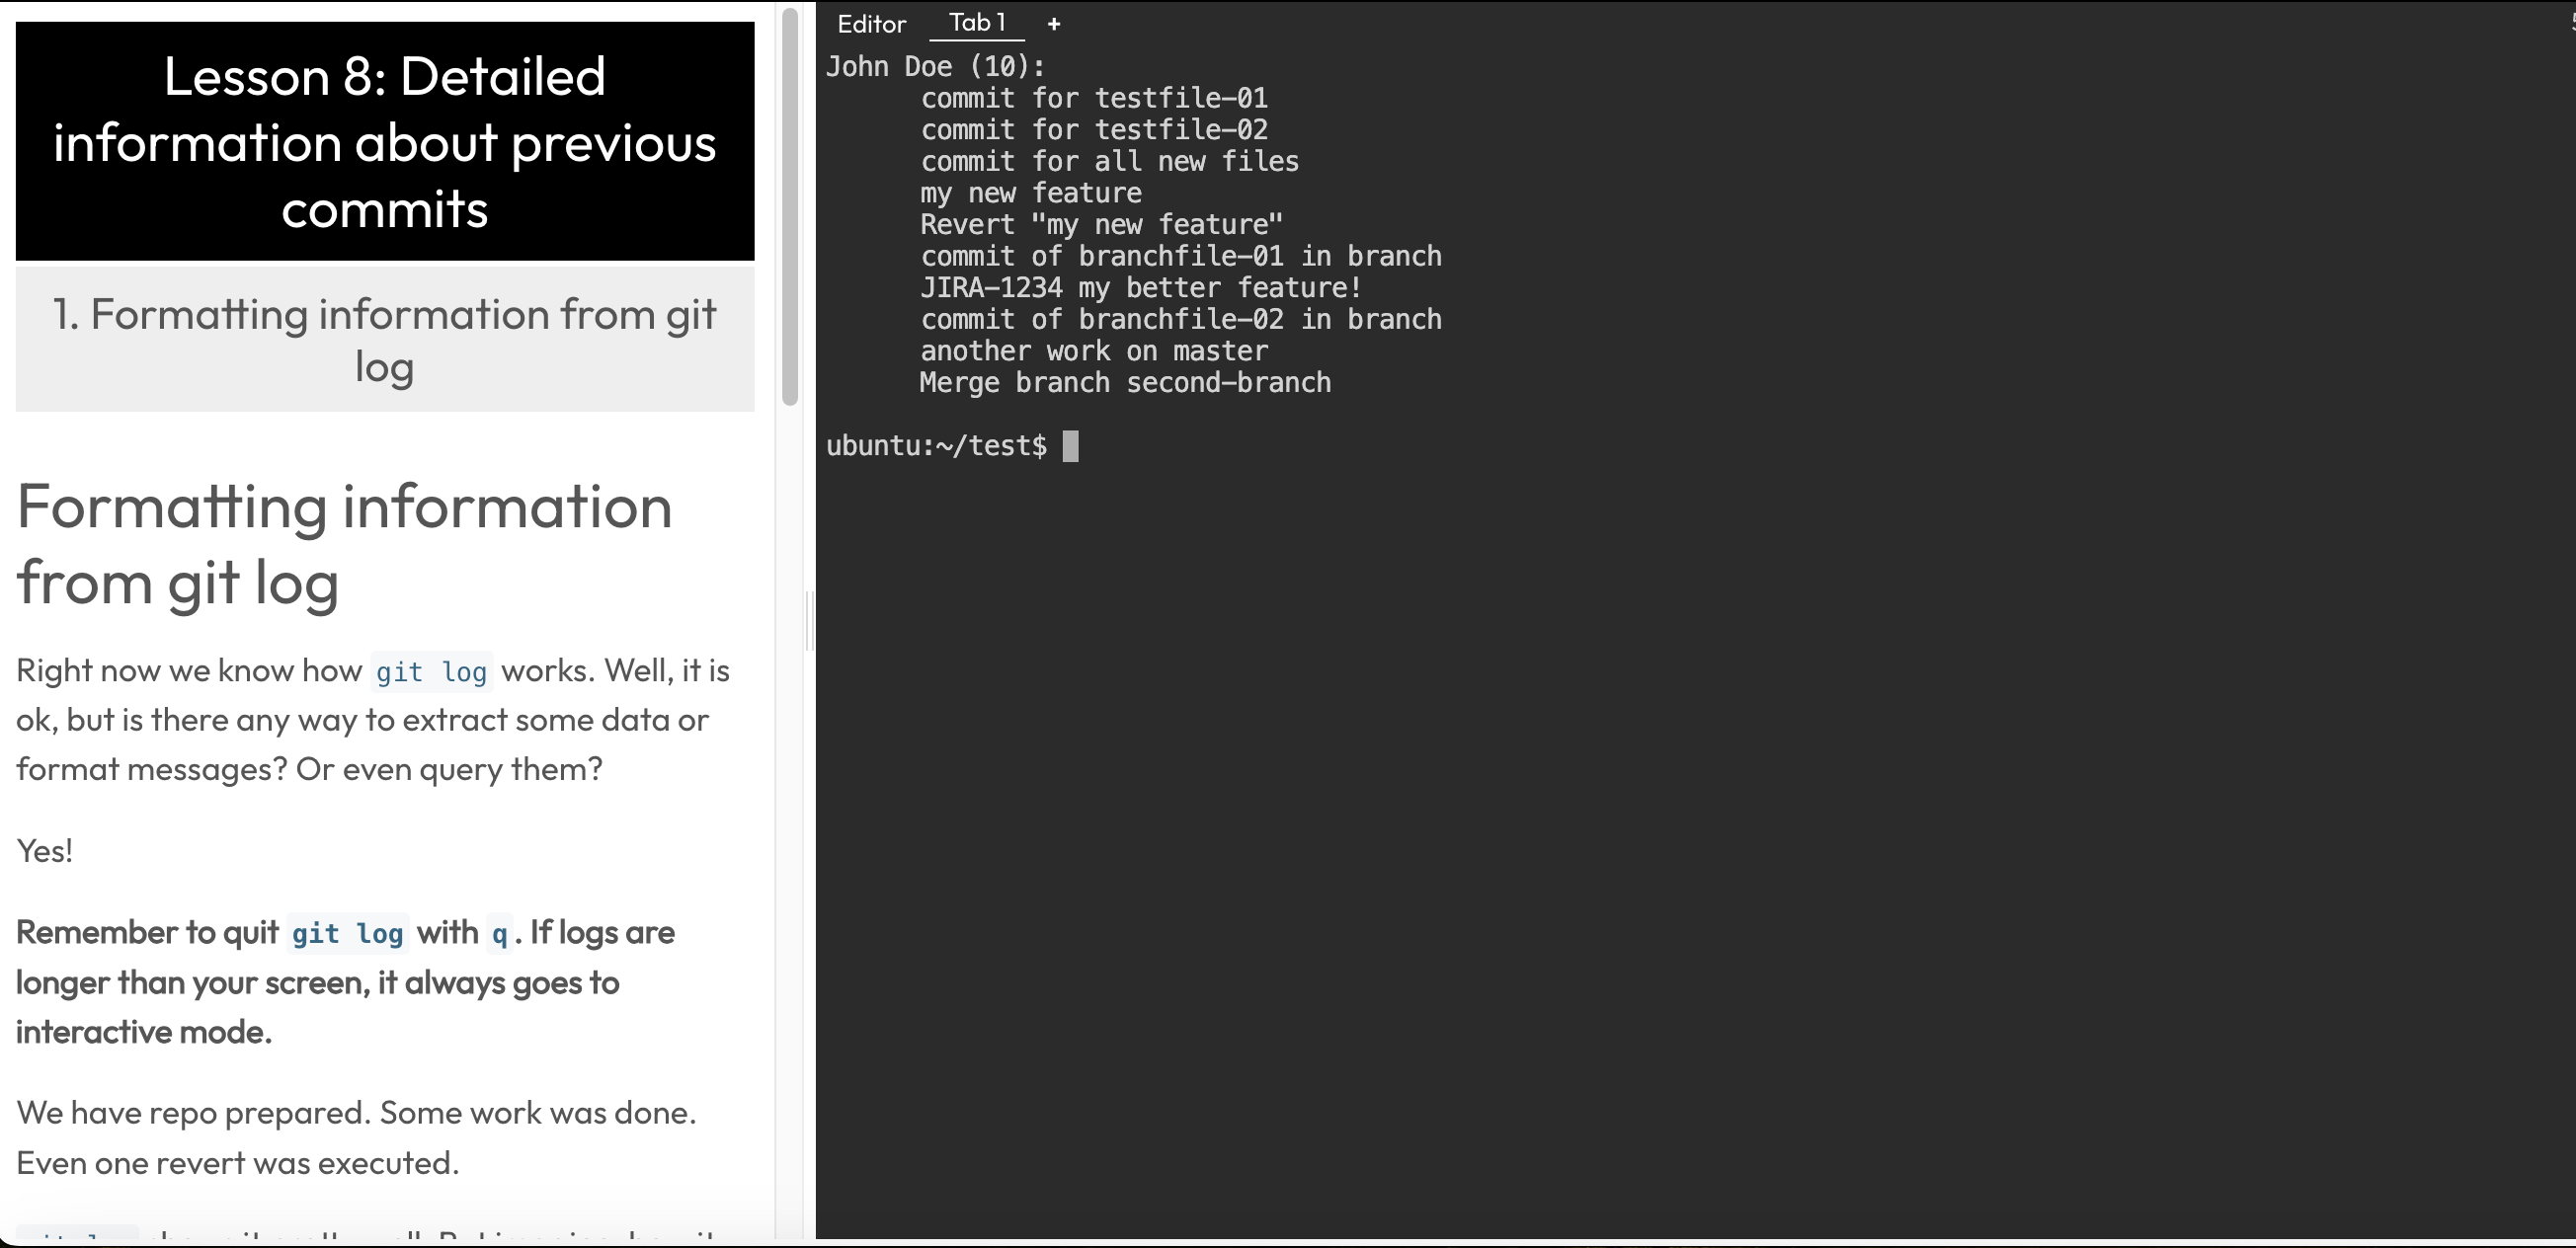 Lesson 8: Detailed
information about previous
commits
1. Formatting information from git
log
Formatting information
from git log
Right now we know how git log works. Well, it is
ok, but is there any way to extract some data or
format messages? Or even query them?
Yes!
Remember to quit git log with q. If logs are
longer than your screen, it always goes to
interactive mode.
We have repo prepared. Some work was done.
Even one revert was executed.
Editor Tab 1 +
John Doe (10):
commit for testfile-01
commit for testfile-02
commit for all new files
my new feature
Revert "my new feature"
commit of branchfile-01 in branch
JIRA-1234 my better feature!
commit of branchfile-02 in branch
another work on master
Merge branch second-branch
ubuntu:~/test$